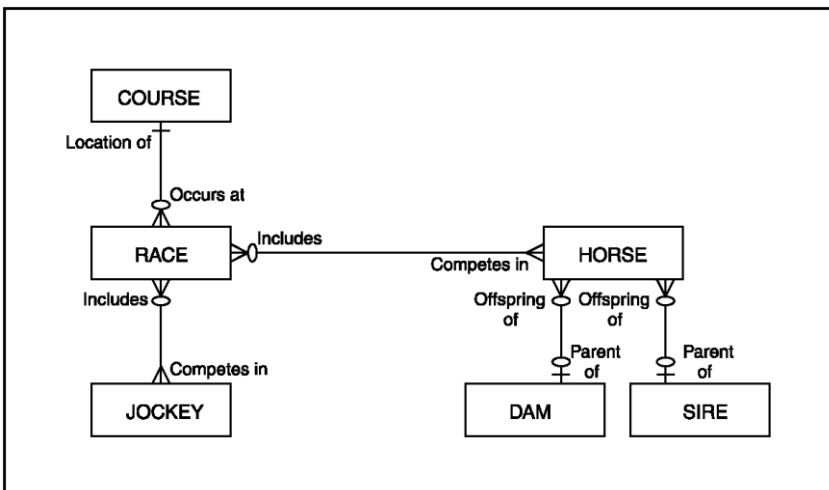 COURSE
Location of
Occurs at
RACE
Includes
Competes in
HORSE
Includes
Competes in
JOCKEY
Offspring
of
Offspring
of
Parent
of
Parent
of
DAM
SIRE